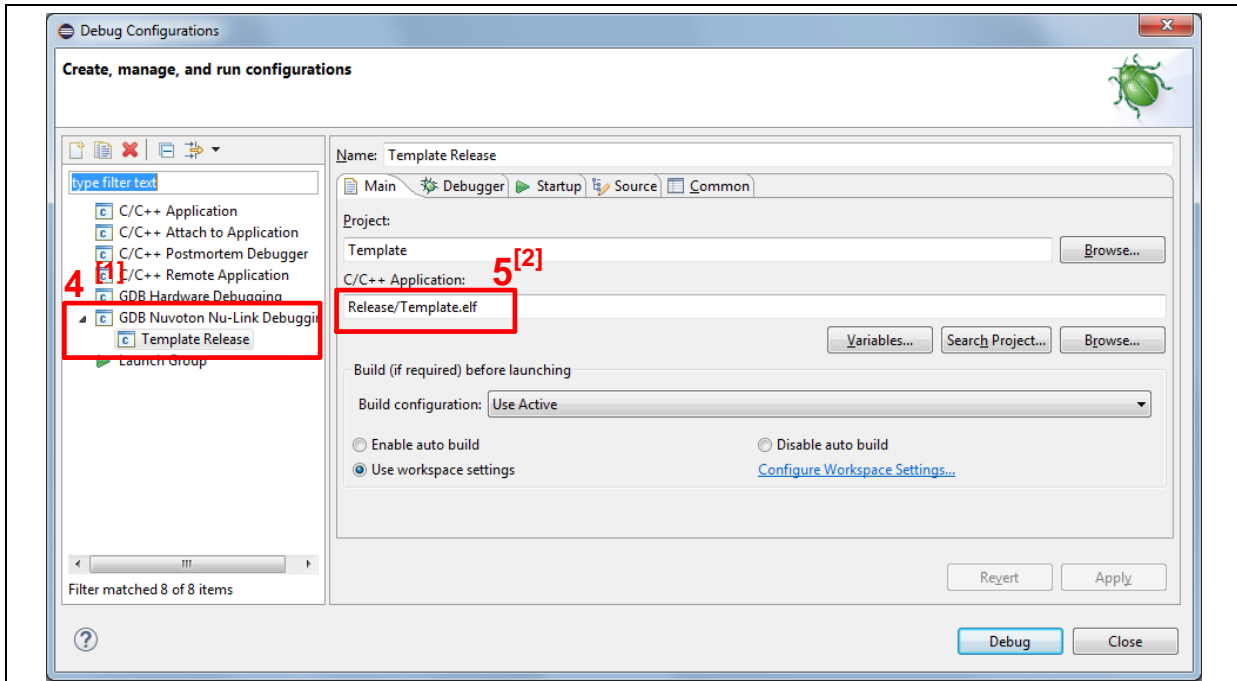 Debug Configurations
Create, manage, and run configurations
type filter text
C/C++ Application
C/C++ Attach to Application
C/C++ Postmortem Debugger
C/C++ Remote Application
GDB Hardware Debugging
GDB Nuvoton Nu-Link Debuggin
Template Release
Launch Group
4 [1]
Filter matched 8 of 8 items
Name: Template Release
Main Debugger Startup Source Common
Project:
Template Browse...
5[2]
C/C++ Application:
Release/Template.elf
Variables... Search Project... Browse...
Build (if required) before launching
Build configuration: Use Active
Enable auto build Disable auto build
Use workspace settings Configure Workspace Settings...
Revert Apply
? Debug Close